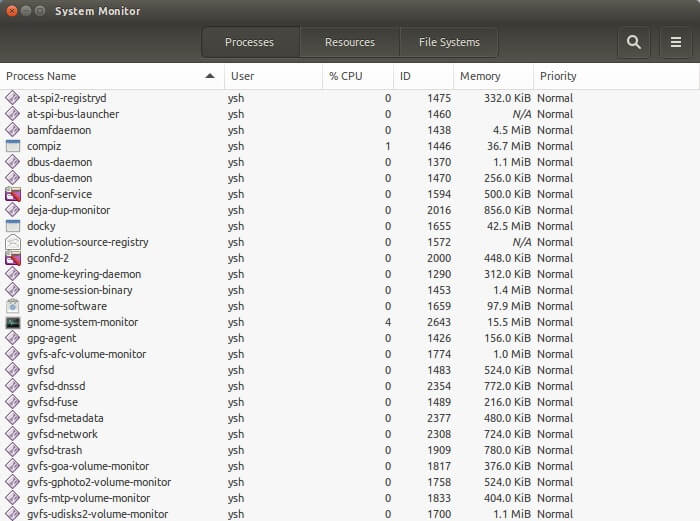 System Monitor
Processes Resources File Systems
Process Name User % CPU ID Memory Priority
at-spi2-registryd ysh 0 1475 332.0 KiB Normal
at-spi-bus-launcher ysh 0 1460 N/A Normal
bamfdaemon ysh 0 1438 4.5 MiB Normal
compiz ysh 1 1446 36.7 MiB Normal
dbus-daemon ysh 0 1370 1.1 MiB Normal
dbus-daemon ysh 0 1470 256.0 KiB Normal
dconf-service ysh 0 1594 500.0 KiB Normal
deja-dup-monitor ysh 0 2016 856.0 KiB Normal
docky ysh 0 1655 42.5 MiB Normal
evolution-source-registry ysh 0 1572 N/A Normal
gconfd-2 ysh 0 2000 448.0 KiB Normal
gnome-keyring-daemon ysh 0 1290 312.0 KiB Normal
gnome-session-binary ysh 0 1453 1.4 MiB Normal
gnome-software ysh 0 1659 97.9 MiB Normal
gnome-system-monitor ysh 4 2643 15.5 MiB Normal
gpg-agent ysh 0 1426 156.0 KiB Normal
gvfs-afc-volume-monitor ysh 0 1774 1.0 MiB Normal
gvfsd ysh 0 1483 524.0 KiB Normal
gvfsd-dnssd ysh 0 2354 772.0 KiB Normal
gvfsd-fuse ysh 0 1489 216.0 KiB Normal
gvfsd-metadata ysh 0 2377 480.0 KiB Normal
gvfsd-network ysh 0 2308 724.0 KiB Normal
gvfsd-trash ysh 0 1909 780.0 KiB Normal
gvfs-goa-volume-monitor ysh 0 1817 376.0 KiB Normal
gvfs-gphoto2-volume-monitor ysh 0 1758 524.0 KiB Normal
gvfs-mtp-volume-monitor ysh 0 1833 404.0 KiB Normal
gvfs-udisks2-volume-monitor ysh 0 1700 1.1 MiB Normal